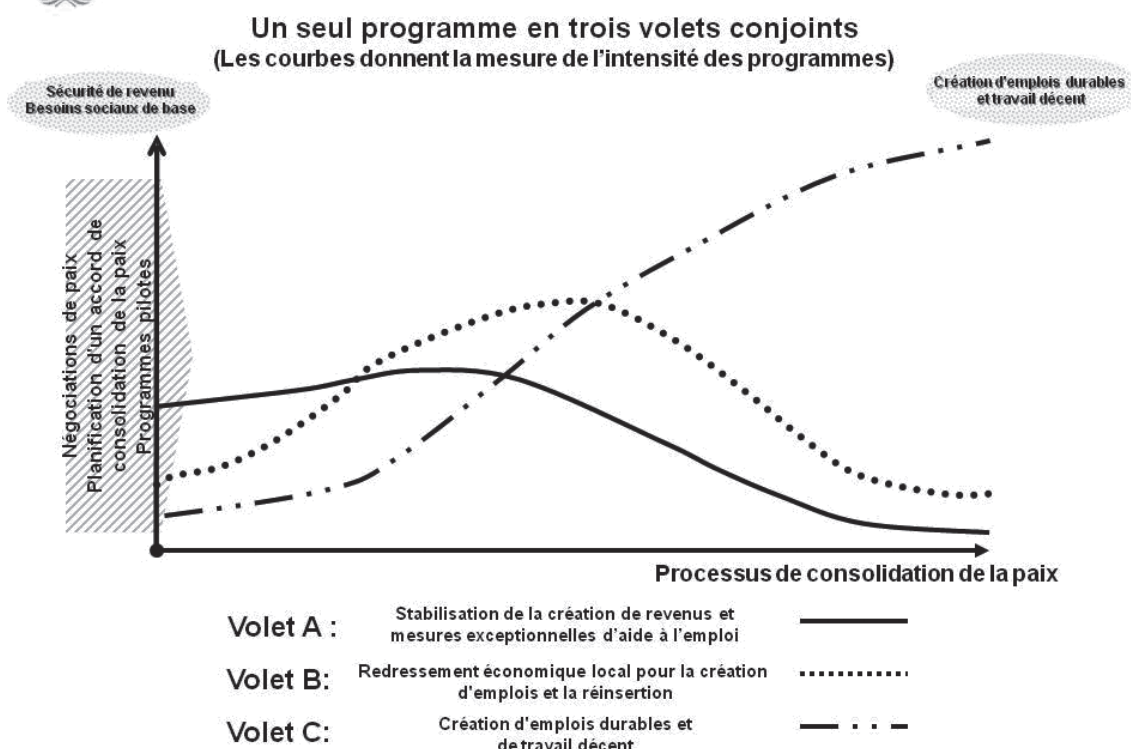 Un seul programme en trois volets conjoints
(Les courbes donnent la mesure de l'intensité des programmes)
Sécurité de revenu
Besoins sociaux de base
Création d'emplois durables
et travail décent
Négociations de paix
Planification d'un accord de
consolidation de la paix
Programmes pilotes
Processus de consolidation de la paix
Volet A :
Stabilisation de la création de revenus et
mesures exceptionnelles d'aide à l'emploi
Volet B:
Redressement économique local pour la création
d'emplois et la réinsertion
Volet C:
Création d'emplois durables et
de travail décent